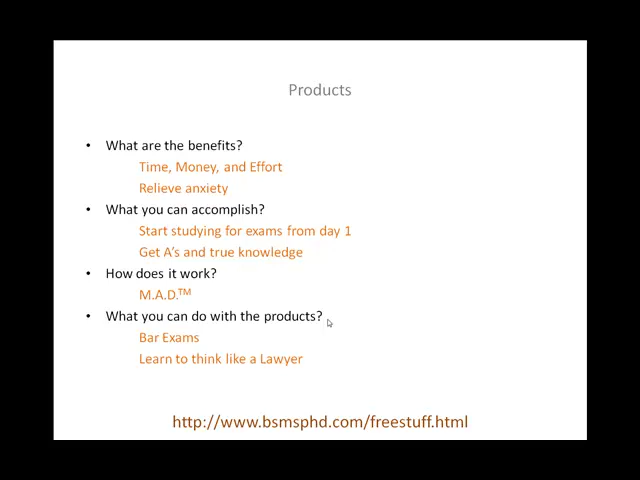 Products
• What are the benefits?
Time, Money, and Effort
Relieve anxiety
• What you can accomplish?
Start studying for exams from day 1
Get A's and true knowledge
• How does it work?
M.A.D.™
• What you can do with the products?
Bar Exams
Learn to think like a Lawyer
http://www.bsmsphd.com/freestuff.html